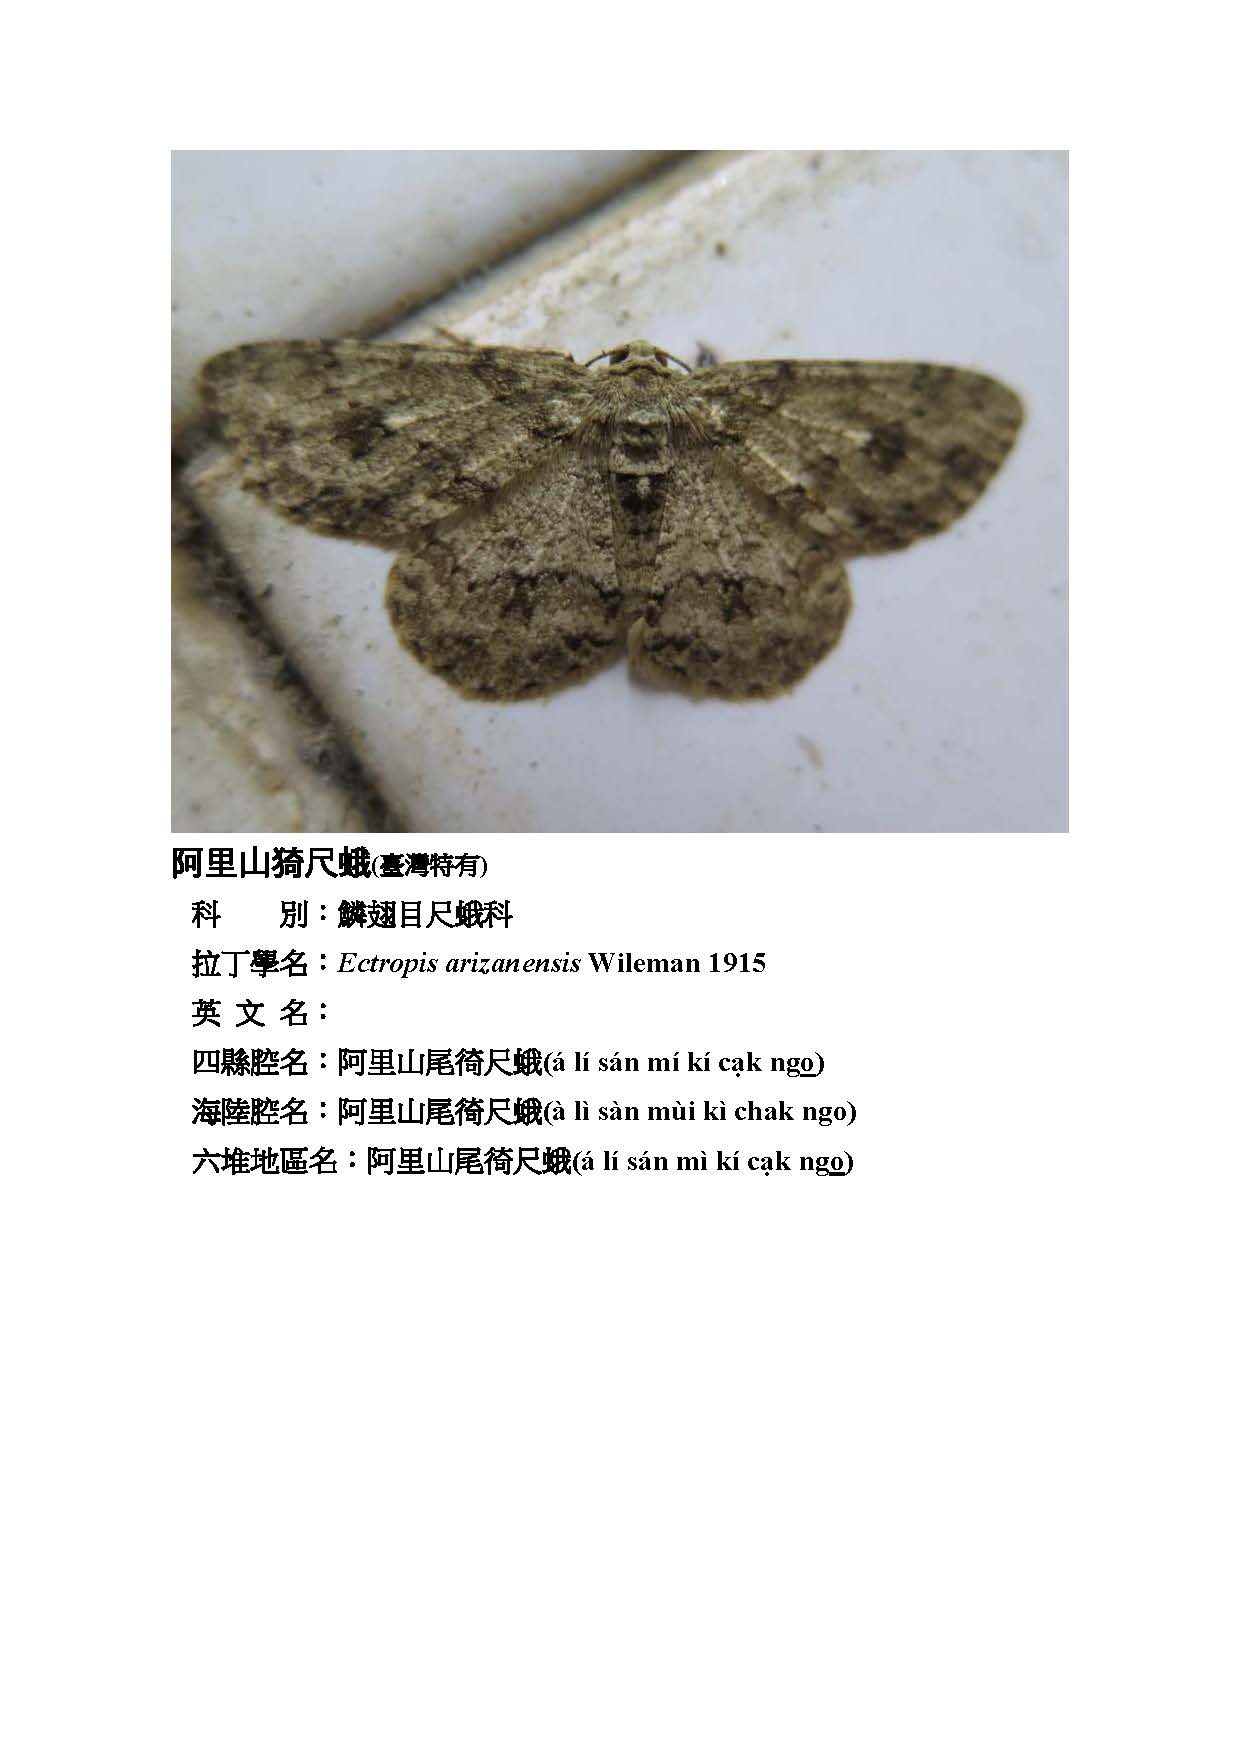 阿里山猗尺蛾(臺灣特有)
科　　別：鱗翅目尺蛾科
拉丁學名：Ectropis arizanensis Wileman 1915
英 文 名：
四縣腔名：阿里山尾徛尺蛾(á lí sán mí kí cạk ngo̲)
海陸腔名：阿里山尾徛尺蛾(à lì sàn mùi kì chak ngo)
六堆地區名：阿里山尾徛尺蛾(á lí sán mì kí cạk ngo̲)